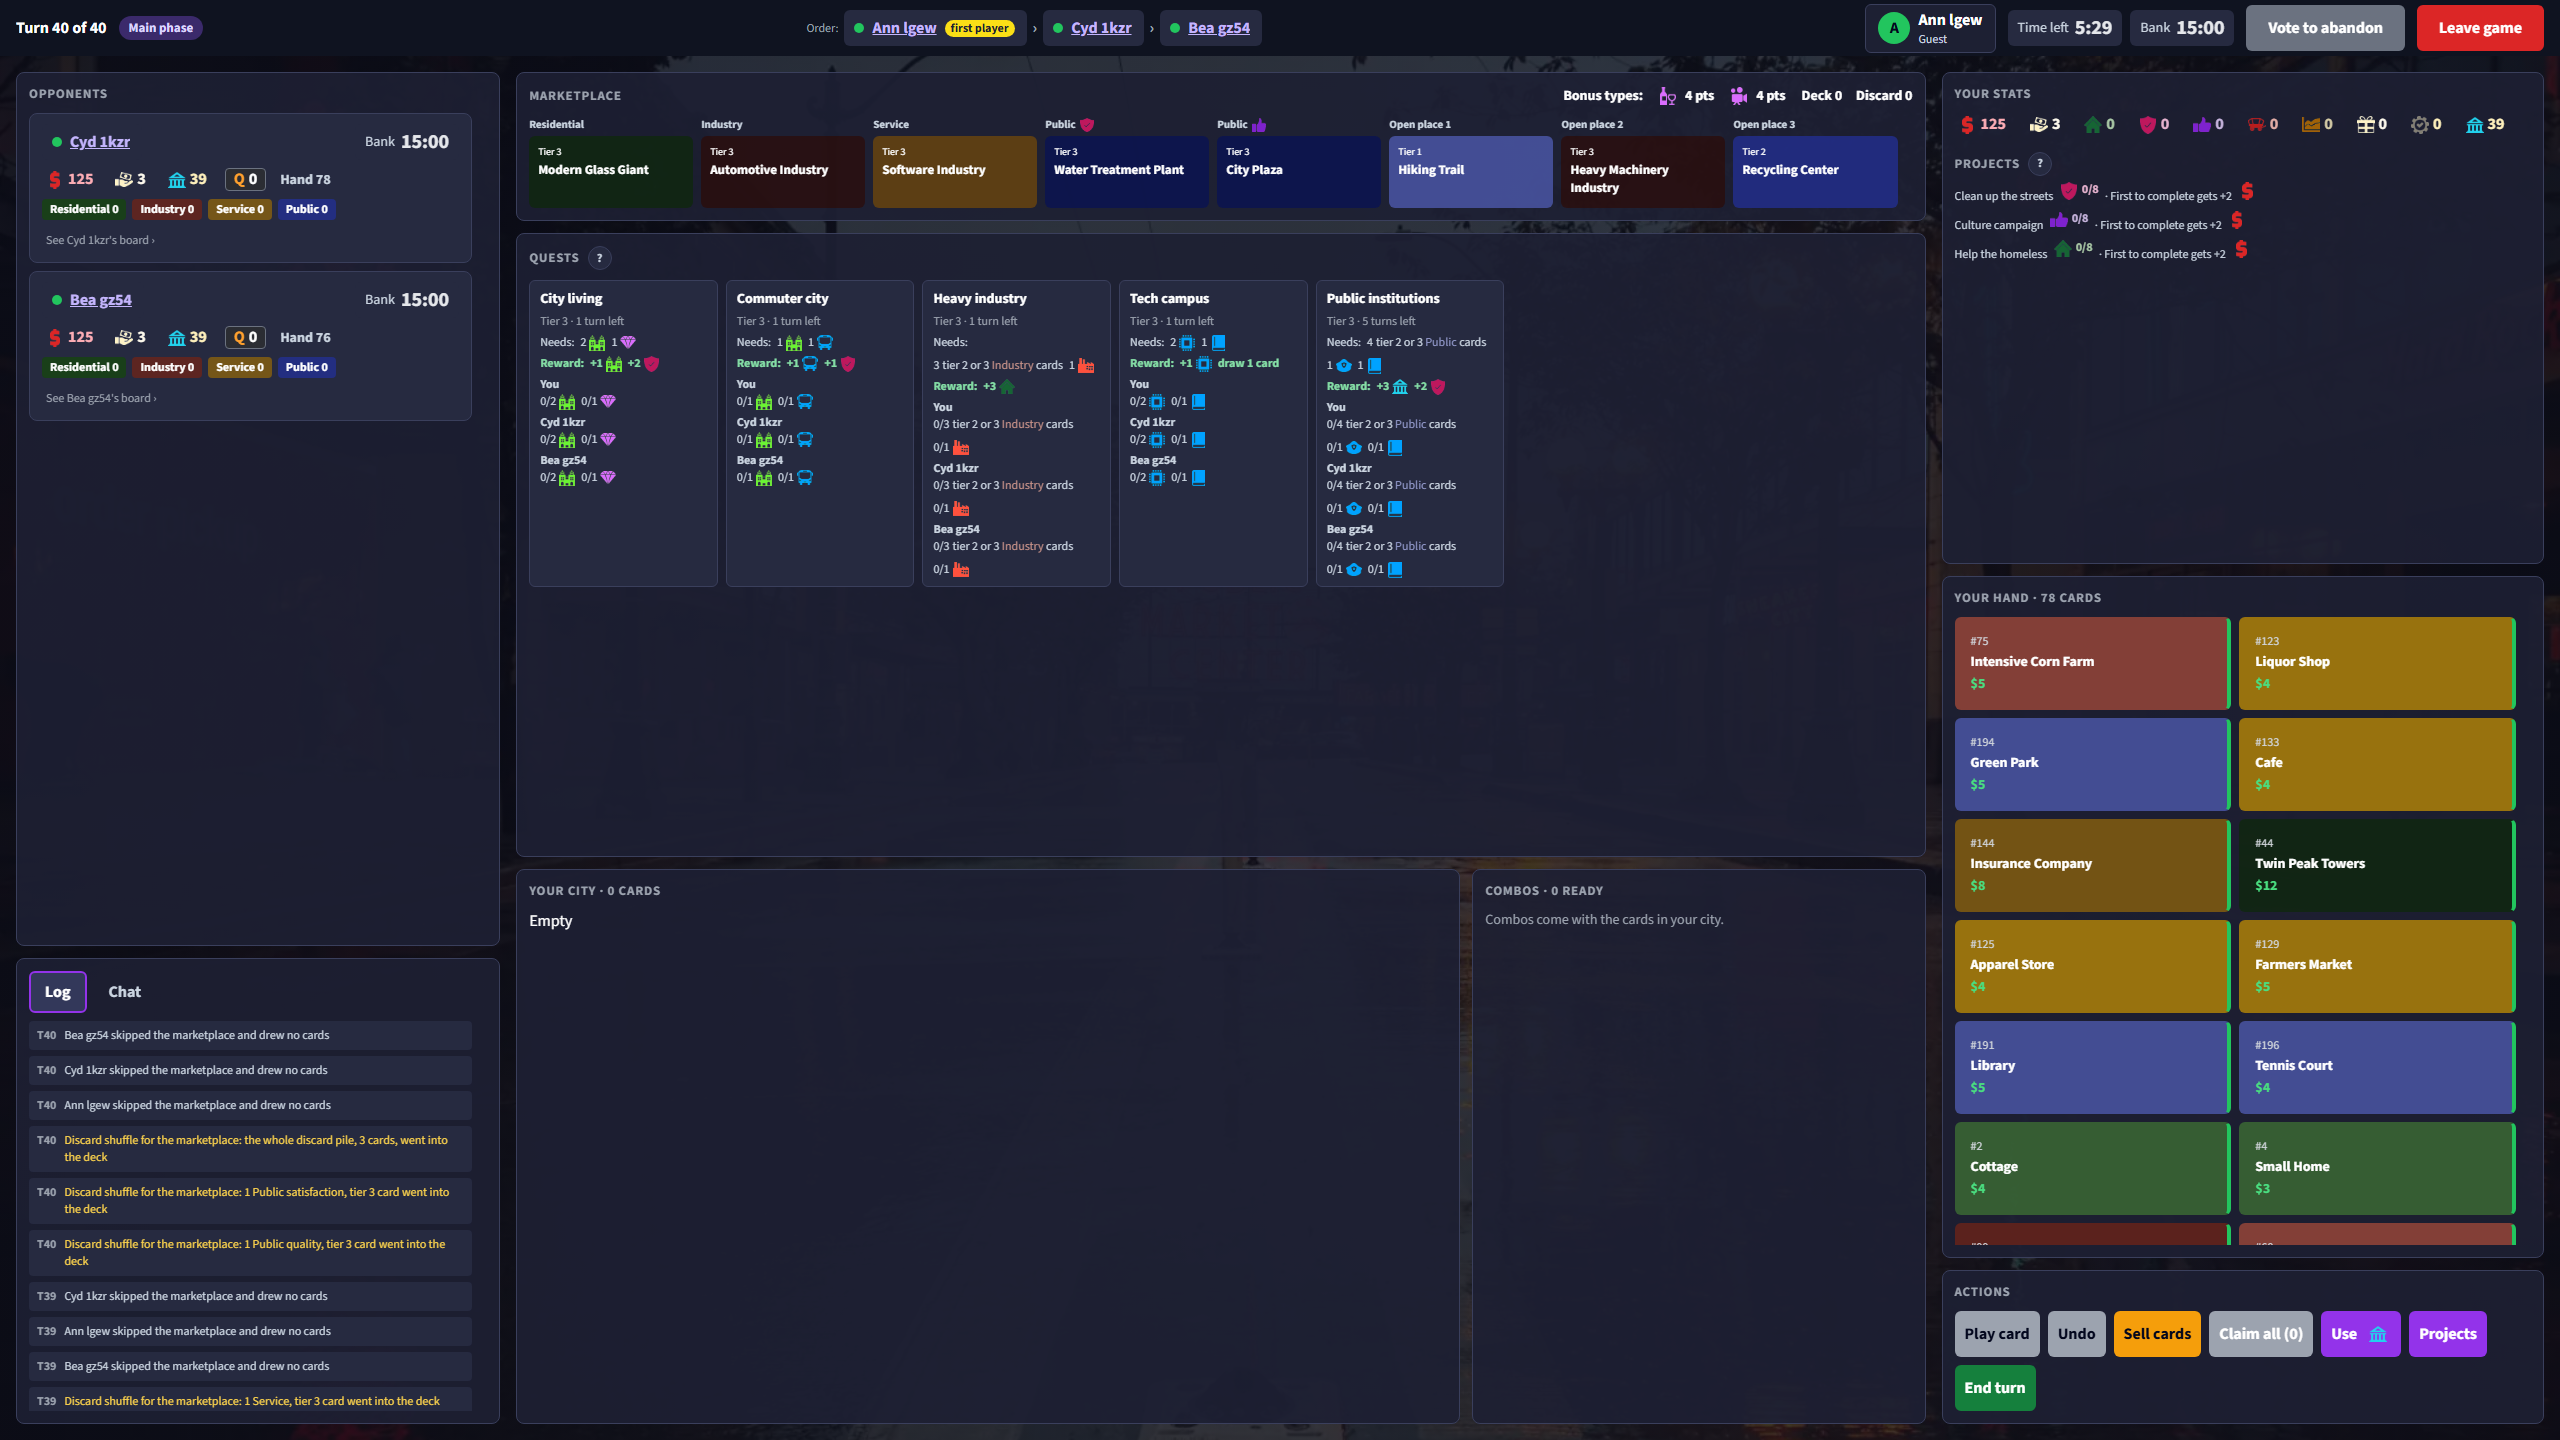 Turn 40 of 40 Main phase
Order: Ann lgew first player › Cyd 1kzr › Bea gz54
A Ann lgew
Guest
Time left 5:29
Bank 15:00
Vote to abandon
Leave game
OPPONENTS
Cyd 1kzr Bank 15:00
125 3 39 Q 0 Hand 78
Residential 0 Industry 0 Service 0 Public 0
See Cyd 1kzr's board ›
Bea gz54 Bank 15:00
125 3 39 Q 0 Hand 76
Residential 0 Industry 0 Service 0 Public 0
See Bea gz54's board ›
Log Chat
T40 Bea gz54 skipped the marketplace and drew no cards
T40 Cyd 1kzr skipped the marketplace and drew no cards
T40 Ann lgew skipped the marketplace and drew no cards
T40 Discard shuffle for the marketplace: the whole discard pile, 3 cards, went into
the deck
T40 Discard shuffle for the marketplace: 1 Public satisfaction, tier 3 card went into
the deck
T40 Discard shuffle for the marketplace: 1 Public quality, tier 3 card went into the
deck
T39 Cyd 1kzr skipped the marketplace and drew no cards
T39 Ann lgew skipped the marketplace and drew no cards
T39 Bea gz54 skipped the marketplace and drew no cards
T39 Discard shuffle for the marketplace: 1 Service, tier 3 card went into the deck
MARKETPLACE
Bonus types: 4 pts 4 pts Deck 0 Discard 0
Residential
Tier 3
Modern Glass Giant
Industry
Tier 3
Automotive Industry
Service
Tier 3
Software Industry
Public
Tier 3
Water Treatment Plant
Public
Tier 3
City Plaza
Open place 1
Tier 1
Hiking Trail
Open place 2
Tier 3
Heavy Machinery
Industry
Open place 3
Tier 2
Recycling Center
QUESTS ?
City living
Tier 3 · 1 turn left
Needs: 2 1
Reward: +1 +2
You
0/2 0/1
Cyd 1kzr
0/2 0/1
Bea gz54
0/2 0/1
Commuter city
Tier 3 · 1 turn left
Needs: 1 1
Reward: +1 +1
You
0/1 0/1
Cyd 1kzr
0/1 0/1
Bea gz54
0/1 0/1
Heavy industry
Tier 3 · 1 turn left
Needs:
3 tier 2 or 3 Industry cards 1
Reward: +3
You
0/3 tier 2 or 3 Industry cards
0/1
Cyd 1kzr
0/3 tier 2 or 3 Industry cards
0/1
Bea gz54
0/3 tier 2 or 3 Industry cards
0/1
Tech campus
Tier 3 · 1 turn left
Needs: 2 1
Reward: +1 draw 1 card
You
0/2 0/1
Cyd 1kzr
0/2 0/1
Bea gz54
0/2 0/1
Public institutions
Tier 3 · 5 turns left
Needs: 4 tier 2 or 3 Public cards
1 1
Reward: +3 +2
You
0/4 tier 2 or 3 Public cards
0/1 0/1
Cyd 1kzr
0/4 tier 2 or 3 Public cards
0/1 0/1
Bea gz54
0/4 tier 2 or 3 Public cards
0/1 0/1
YOUR CITY · 0 CARDS
Empty
COMBOS · 0 READY
Combos come with the cards in your city.
YOUR STATS
125 3 0 0 0 0 0 0 0 39
PROJECTS ?
Clean up the streets 0/8 · First to complete gets +2
Culture campaign 0/8 · First to complete gets +2
Help the homeless 0/8 · First to complete gets +2
YOUR HAND · 78 CARDS
#75
Intensive Corn Farm
$5
#123
Liquor Shop
$4
#194
Green Park
$5
#133
Cafe
$4
#144
Insurance Company
$8
#44
Twin Peak Towers
$12
#125
Apparel Store
$4
#129
Farmers Market
$5
#191
Library
$5
#196
Tennis Court
$4
#2
Cottage
$4
#4
Small Home
$3
ACTIONS
Play card
Undo
Sell cards
Claim all (0)
Use
Projects
End turn